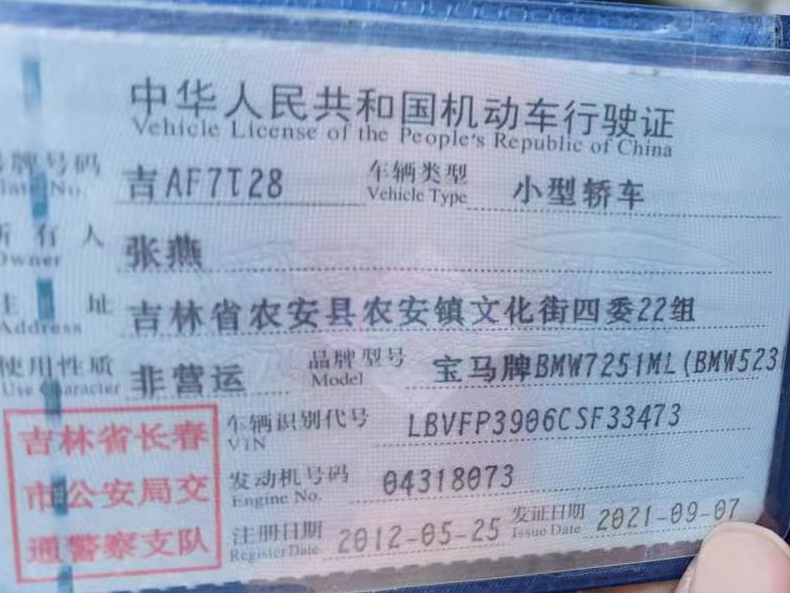 中华人民共和国机动车行驶证
Vehicle License of the People's Republic of China
号牌号码 吉AF7T28 车辆类型 小型轿车
Plate No. Vehicle Type
所有人 张燕
Owner
住址 吉林省农安县农安镇文化街四委22组
Address
使用性质 非营运 品牌型号 宝马牌BMW7251ML(BMW523
Use Character Model
吉林省长春
市公安局交
通警察支队
车辆识别代号 LBVFP3906CSF33473
VIN
发动机号码 04318073
Engine No.
注册日期 2012-05-25 发证日期 2021-09-07
Register Date Issue Date